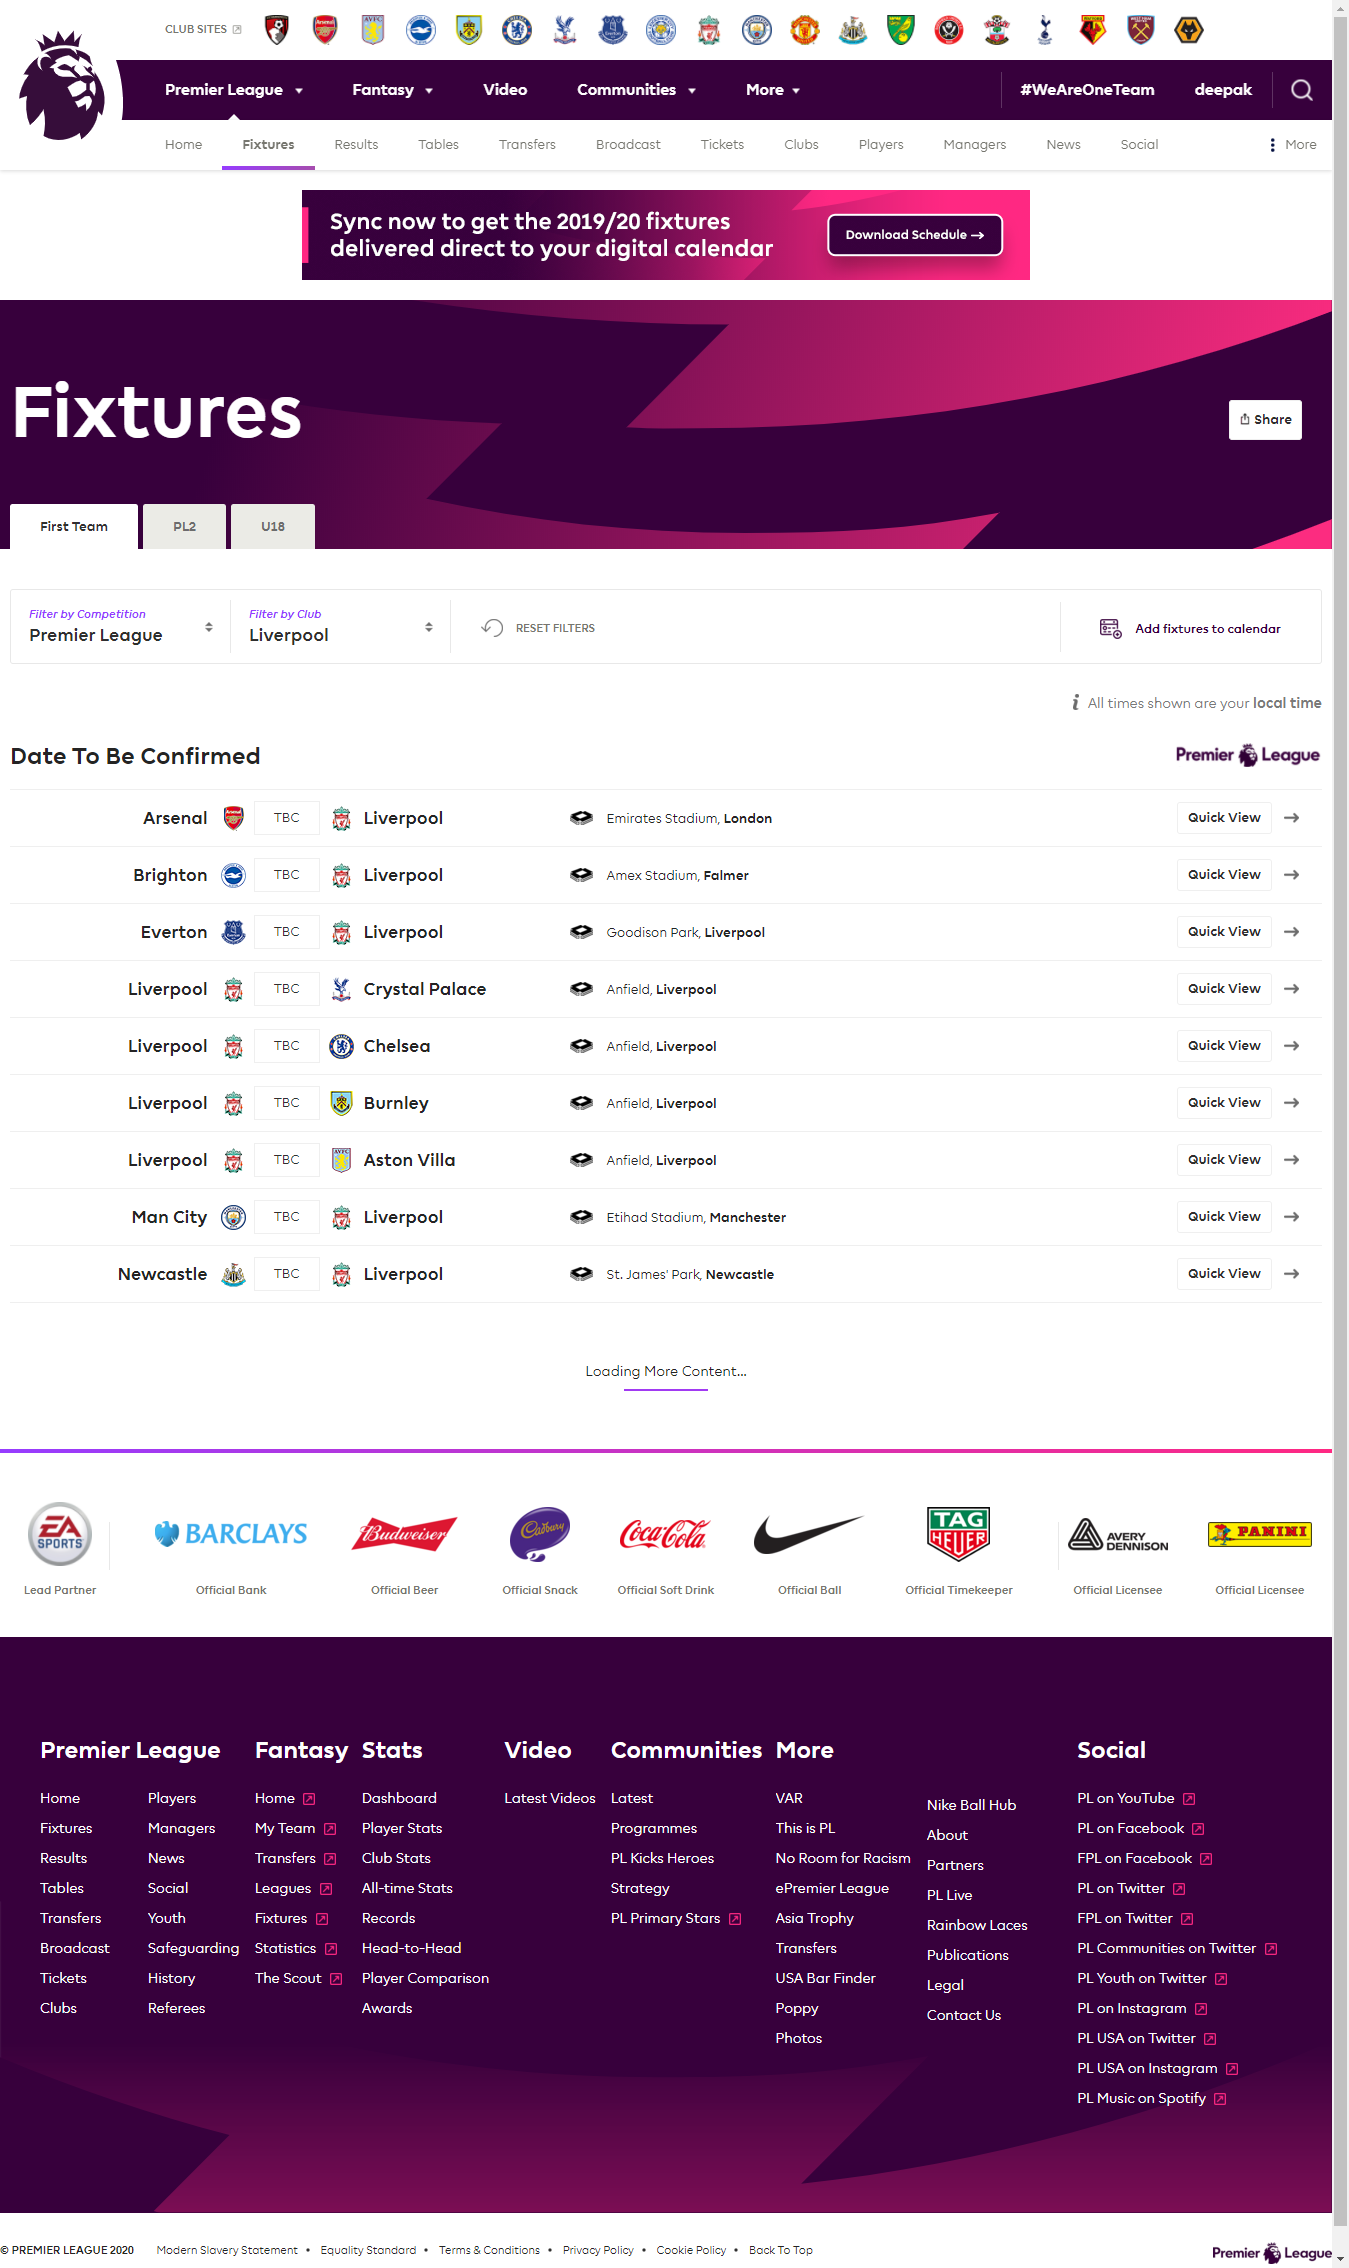 CLUB SITES
Premier League Fantasy Video Communities More #WeAreOneTeam deepak
Home Fixtures Results Tables Transfers Broadcast Tickets Clubs Players Managers News Social More
Sync now to get the 2019/20 fixtures
delivered direct to your digital calendar
Download Schedule →
Fixtures
Share
First Team PL2 U18
Filter by Competition
Premier League
Filter by Club
Liverpool
RESET FILTERS
Add fixtures to calendar
All times shown are your local time
Date To Be Confirmed
Premier League
Arsenal TBC Liverpool Emirates Stadium, London Quick View
Brighton TBC Liverpool Amex Stadium, Falmer Quick View
Everton TBC Liverpool Goodison Park, Liverpool Quick View
Liverpool TBC Crystal Palace Anfield, Liverpool Quick View
Liverpool TBC Chelsea Anfield, Liverpool Quick View
Liverpool TBC Burnley Anfield, Liverpool Quick View
Liverpool TBC Aston Villa Anfield, Liverpool Quick View
Man City TBC Liverpool Etihad Stadium, Manchester Quick View
Newcastle TBC Liverpool St. James' Park, Newcastle Quick View
Loading More Content...
EA SPORTS
BARCLAYS
Budweiser
Cadbury
Coca-Cola
TAG HEUER
AVERY DENNISON
PANINI
Lead Partner Official Bank Official Beer Official Snack Official Soft Drink Official Ball Official Timekeeper Official Licensee Official Licensee
Premier League
Home
Fixtures
Results
Tables
Transfers
Broadcast
Tickets
Clubs
Players
Managers
News
Social
Youth
Safeguarding
History
Referees
Fantasy
Home
My Team
Transfers
Leagues
Fixtures
Statistics
The Scout
Stats
Dashboard
Player Stats
Club Stats
All-time Stats
Records
Head-to-Head
Player Comparison
Awards
Video
Latest Videos
Communities
Latest
Programmes
PL Kicks Heroes
Strategy
PL Primary Stars
More
VAR
This is PL
No Room for Racism
ePremier League
Asia Trophy
Transfers
USA Bar Finder
Poppy
Photos
Nike Ball Hub
About
Partners
PL Live
Rainbow Laces
Publications
Legal
Contact Us
Social
PL on YouTube
PL on Facebook
FPL on Facebook
PL on Twitter
FPL on Twitter
PL Communities on Twitter
PL Youth on Twitter
PL on Instagram
PL USA on Twitter
PL USA on Instagram
PL Music on Spotify
© PREMIER LEAGUE 2020 Modern Slavery Statement • Equality Standard • Terms & Conditions • Privacy Policy • Cookie Policy • Back To Top
Premier League